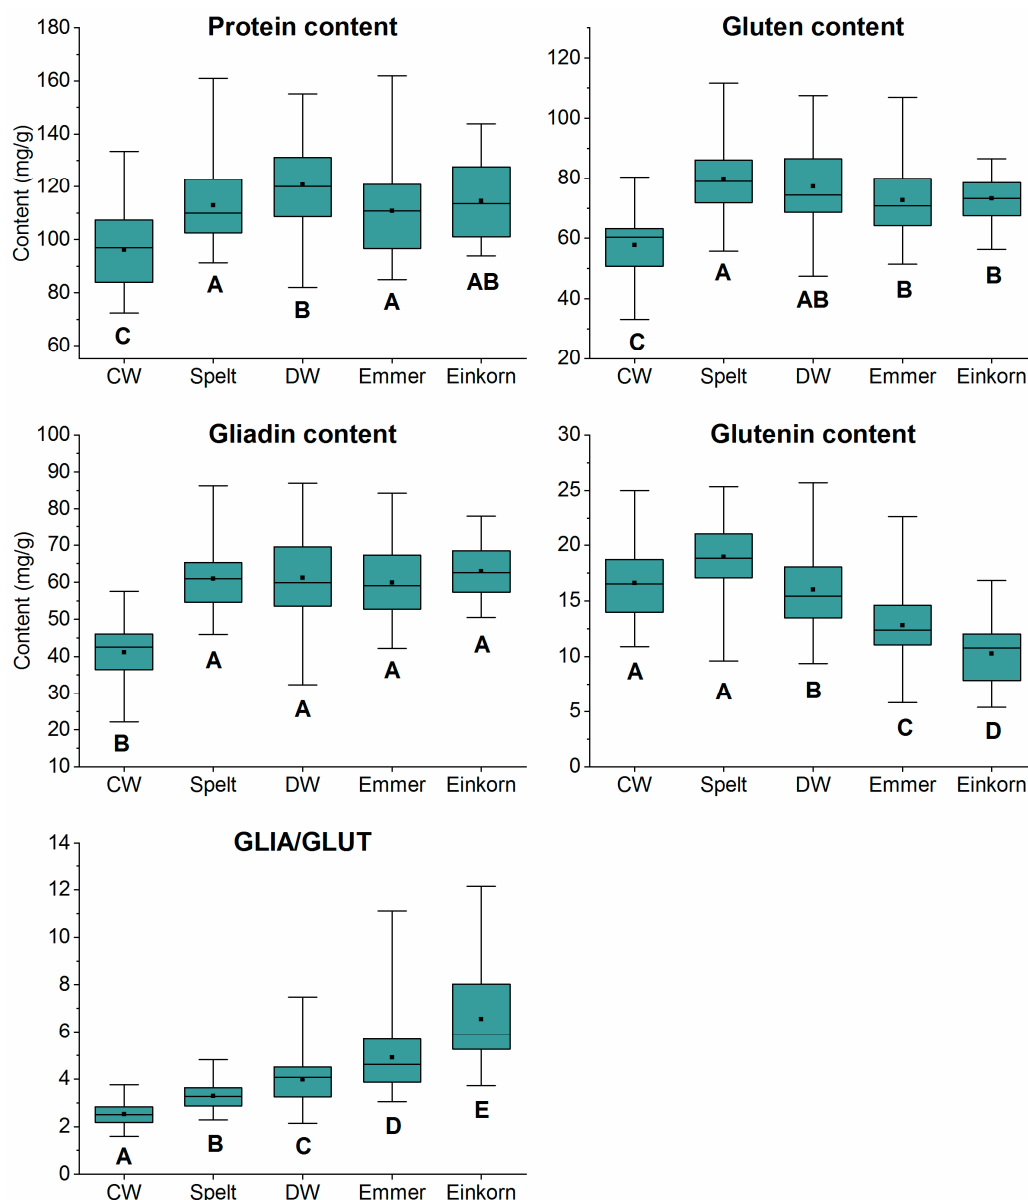 Protein content
Content (mg/g)
180
160
140
120
100
80
60
C
A
B
A
AB
CW Spelt DW Emmer Einkorn
Gluten content
120
100
80
60
40
20
C
A
AB
B
B
CW Spelt DW Emmer Einkorn
Gliadin content
Content (mg/g)
100
90
80
70
60
50
40
30
20
10
B
A
A
A
A
CW Spelt DW Emmer Einkorn
Glutenin content
30
25
20
15
10
5
0
A
A
B
C
D
CW Spelt DW Emmer Einkorn
GLIA/GLUT
14
12
10
8
6
4
2
0
A
B
C
D
E
CW Spelt DW Emmer Einkorn